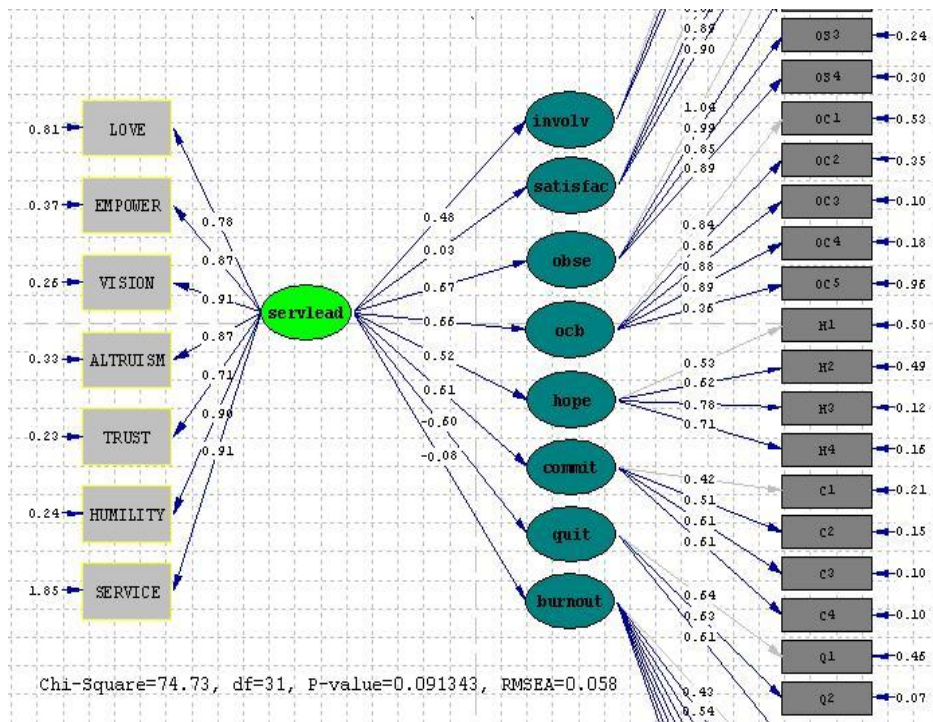 0.81
LOVE
0.37
EMPOWER
0.26
VISION
0.33
ALTRUISM
0.23
TRUST
0.24
HUMILITY
1.85
SERVICE
0.78
0.87
0.91
0.87
0.71
0.90
0.91
servlead
0.48
0.03
0.67
0.66
0.52
0.61
-0.60
-0.08
involv
satisfac
obse
ocb
hope
commit
quit
burnout
0.89
0.90
1.04
0.99
0.85
0.89
0.84
0.86
0.88
0.89
0.36
0.53
0.62
0.78
0.71
0.42
0.51
0.61
0.61
0.64
0.63
0.61
0.43
0.54
OS3
0.24
OS4
0.30
OC1
0.53
OC2
0.35
OC3
0.10
OC4
0.18
OC5
0.96
H1
0.50
H2
0.49
H3
0.12
H4
0.16
C1
0.21
C2
0.15
C3
0.10
C4
0.10
Q1
0.46
Q2
0.07
Chi-Square=74.73, df=31, P-value=0.091343, RMSEA=0.058